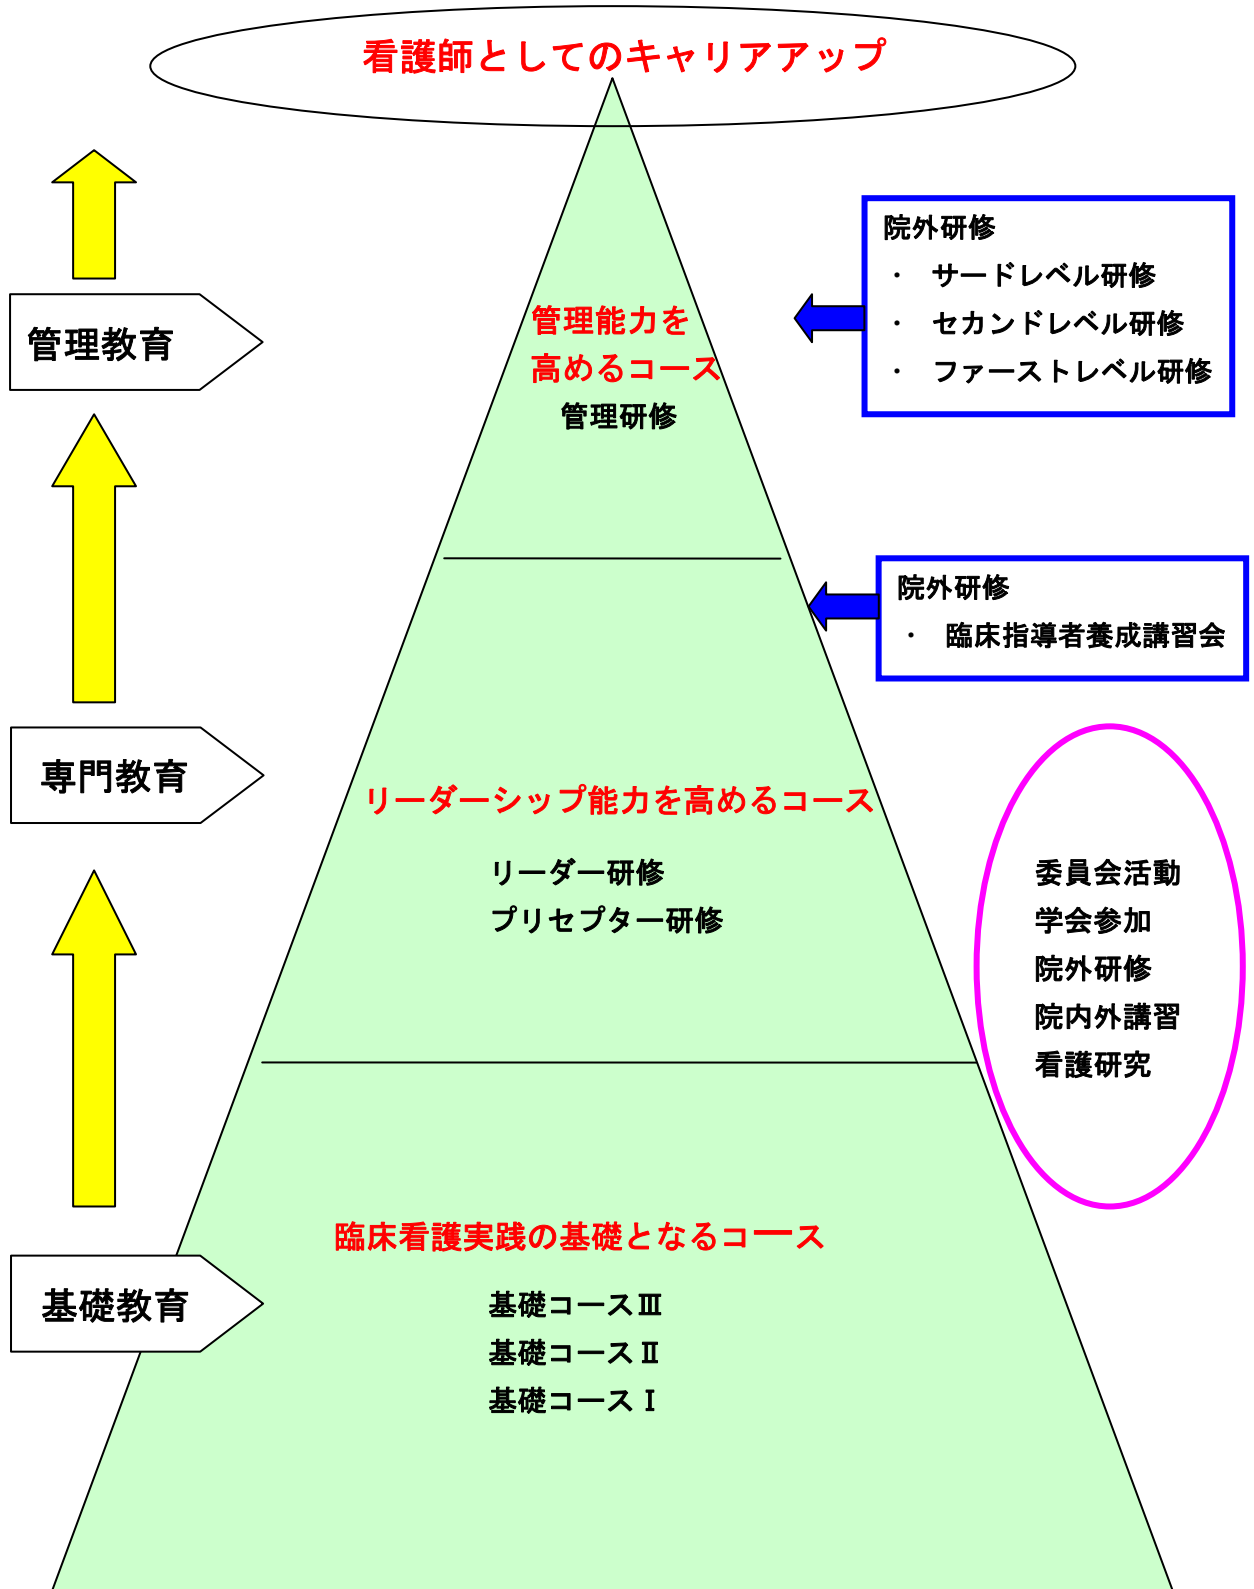 看護師としてのキャリアアップ
院外研修
・ サードレベル研修
・ セカンドレベル研修
・ ファーストレベル研修
管理教育
管理能力を
高めるコース
管理研修
院外研修
・ 臨床指導者養成講習会
専門教育
リーダーシップ能力を高めるコース
リーダー研修
プリセプター研修
委員会活動
学会参加
院外研修
院内外講習
看護研究
基礎教育
臨床看護実践の基礎となるコース
基礎コースⅢ
基礎コースⅡ
基礎コースⅠ